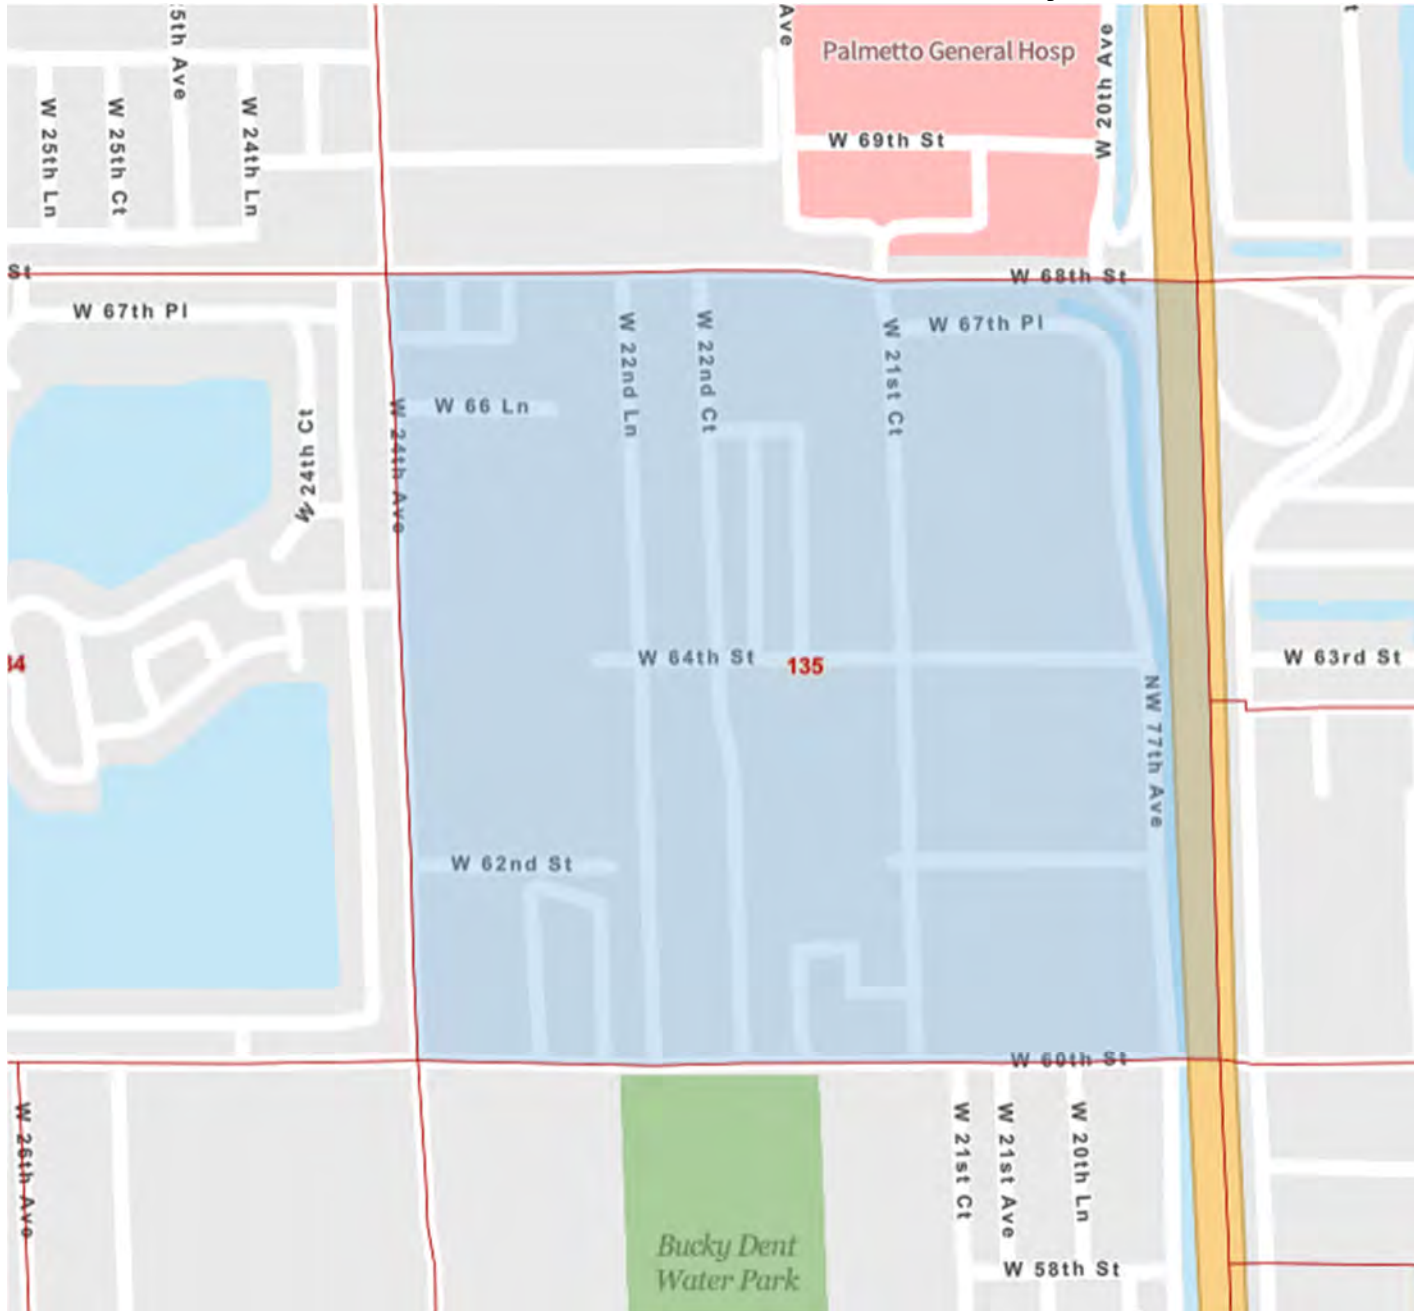 5th Ave
Ave
Palmetto General Hosp
W 20th Ave
t
W 25th Ln
W 25th Ct
W 24th Ln
W 69th St
St
W 68th St
W 67th Pl
W 67th Pl
W 22nd Ln
W 22nd Ct
W 21st Ct
W 24th Ct
W 24th Ave
W 66 Ln
34
W 64th St
135
W 63rd St
NW 77th Ave
W 62nd St
W 60th St
W 26th Ave
W 21st Ct
W 21st Ave
W 20th Ln
Bucky Dent
Water Park
W 58th St